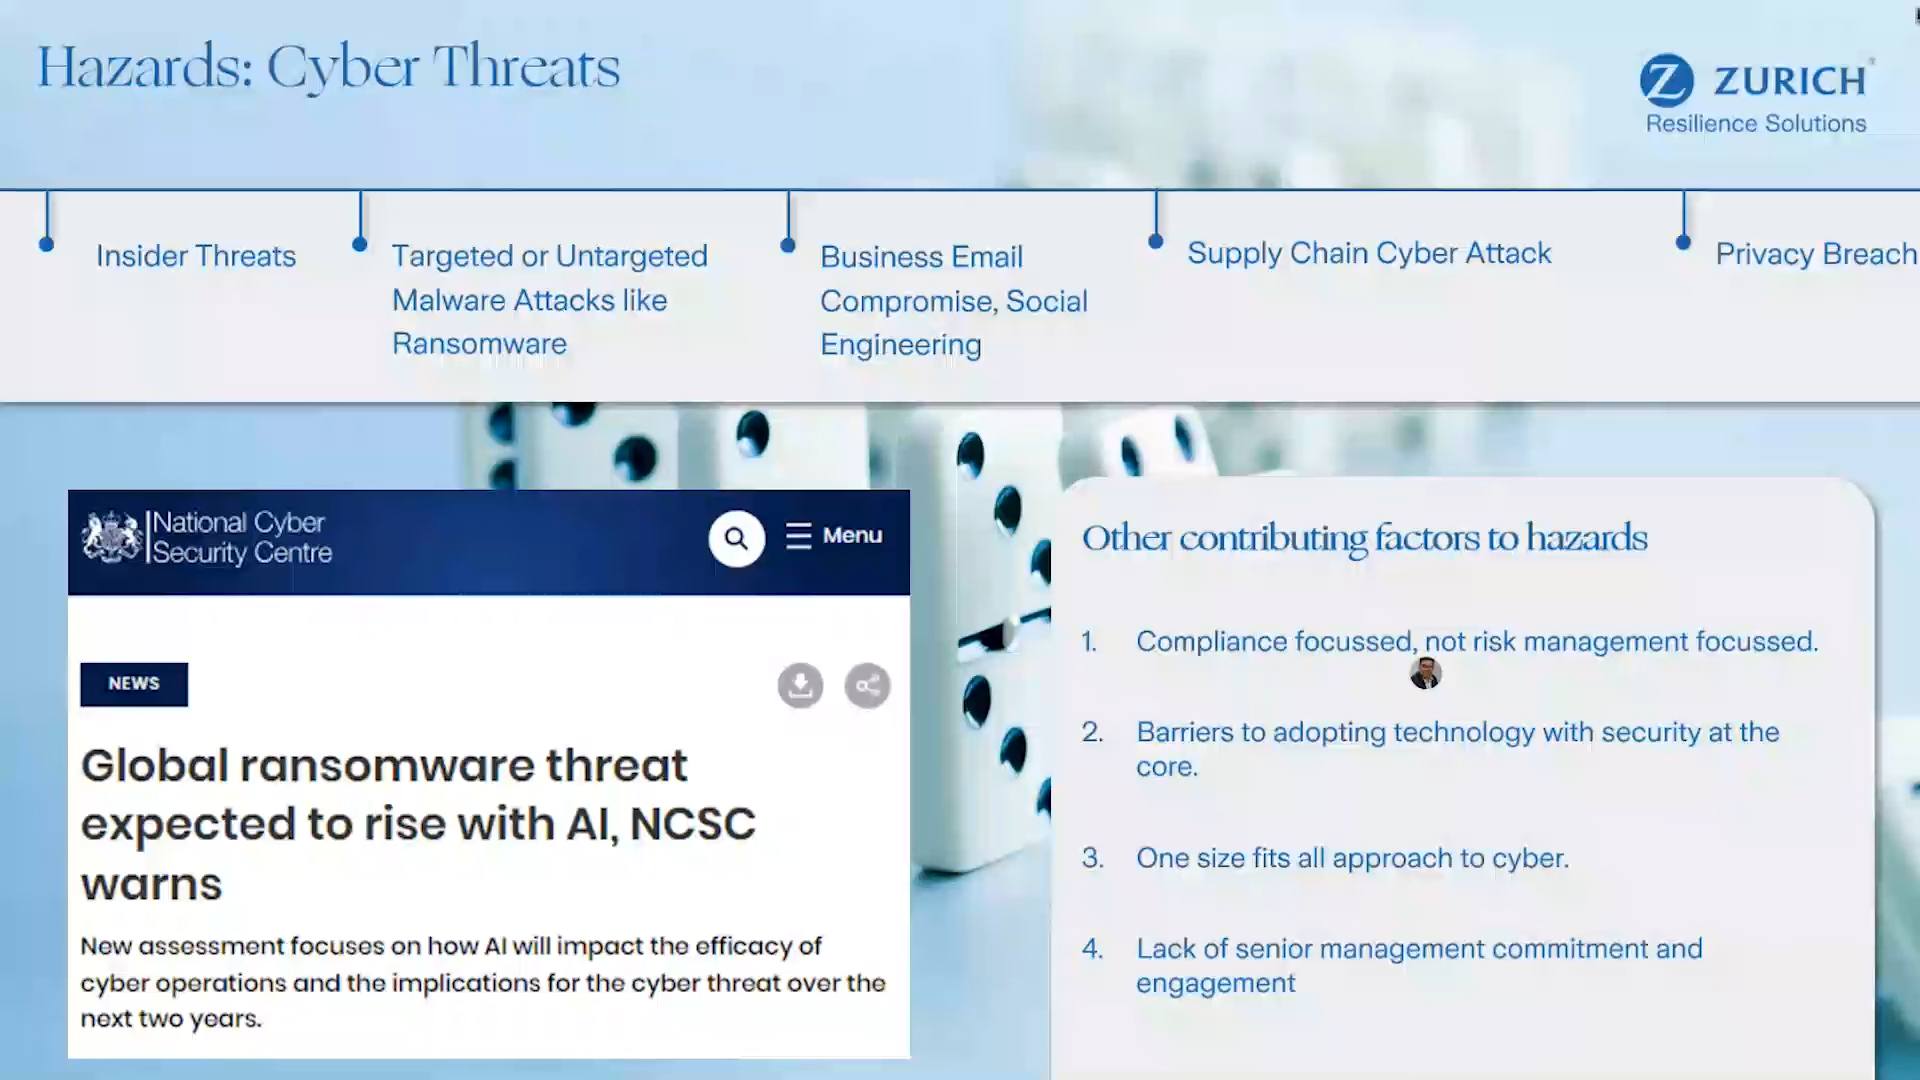 Hazards: Cyber Threats
ZURICH
Resilience Solutions
Insider Threats
Targeted or Untargeted
Malware Attacks like
Ransomware
Business Email
Compromise, Social
Engineering
Supply Chain Cyber Attack
Privacy Breach
National Cyber
Security Centre
Menu
NEWS
Global ransomware threat
expected to rise with AI, NCSC
warns
New assessment focuses on how AI will impact the efficacy of
cyber operations and the implications for the cyber threat over the
next two years.
Other contributing factors to hazards
1. Compliance focussed, not risk management focussed.
2. Barriers to adopting technology with security at the
core.
3. One size fits all approach to cyber.
4. Lack of senior management commitment and
engagement